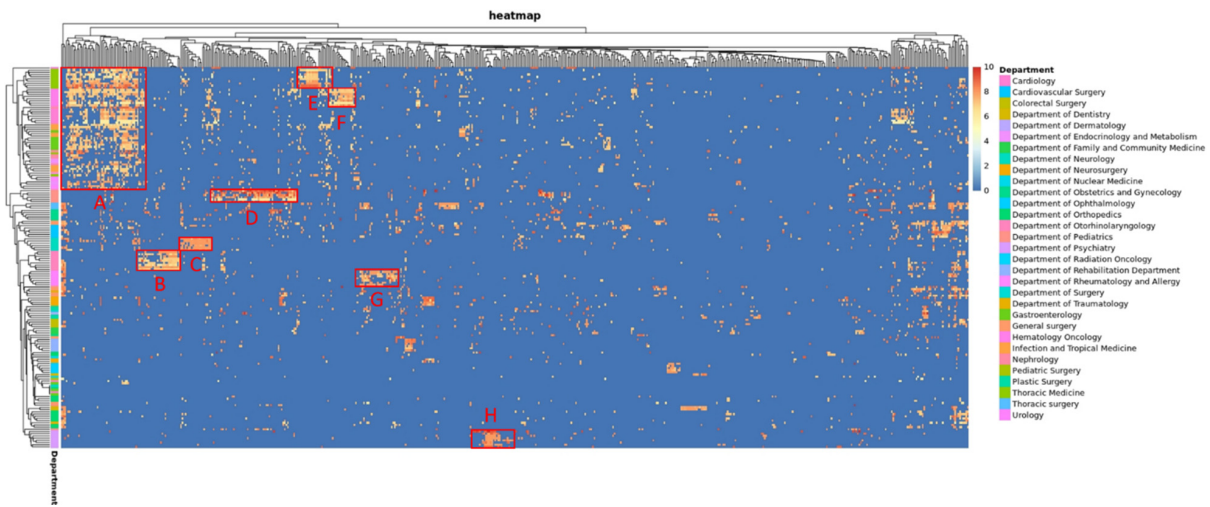 heatmap
10
8
6
4
2
0
Department
Cardiology
Cardiovascular Surgery
Colorectal Surgery
Department of Dentistry
Department of Dermatology
Department of Endocrinology and Metabolism
Department of Family and Community Medicine
Department of Neurology
Department of Neurosurgery
Department of Nuclear Medicine
Department of Obstetrics and Gynecology
Department of Ophthalmology
Department of Orthopedics
Department of Otorhinolaryngology
Department of Pediatrics
Department of Psychiatry
Department of Radiation Oncology
Department of Rehabilitation Department
Department of Rheumatology and Allergy
Department of Surgery
Department of Traumatology
Gastroenterology
General surgery
Hematology Oncology
Infection and Tropical Medicine
Nephrology
Pediatric Surgery
Plastic Surgery
Thoracic Medicine
Thoracic surgery
Urology
E
F
A
D
C
B
G
H
Department